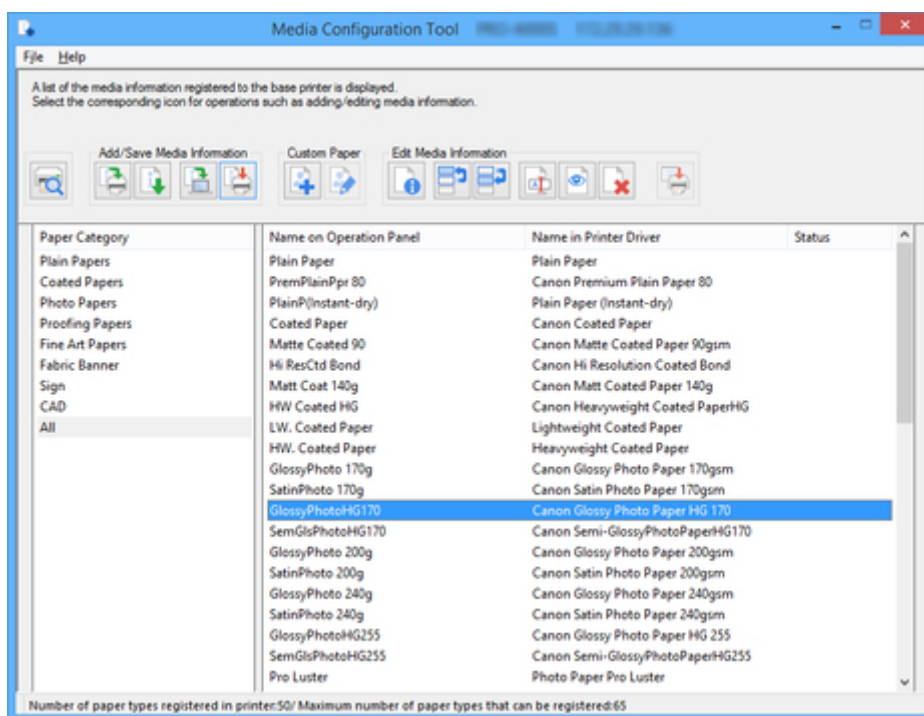 Media Configuration Tool
File Help
A list of the media information registered to the base printer is displayed.
Select the corresponding icon for operations such as adding/editing media information.
Add/Save Media Information Custom Paper Edit Media Information
Paper Category Name on Operation Panel Name in Printer Driver Status
Plain Papers Plain Paper Plain Paper
Coated Papers PremPlainPpr 80 Canon Premium Plain Paper 80
Photo Papers PlainP(Instant-dry) Plain Paper (Instant-dry)
Proofing Papers Coated Paper Canon Coated Paper
Fine Art Papers Matte Coated 90 Canon Matte Coated Paper 90gsm
Fabric Banner Hi ResCtd Bond Canon Hi Resolution Coated Bond
Sign Matt Coat 140g Canon Matt Coated Paper 140g
CAD HW Coated HG Canon Heavyweight Coated PaperHG
All LW. Coated Paper Lightweight Coated Paper
HW. Coated Paper Heavyweight Coated Paper
GlossyPhoto 170g Canon Glossy Photo Paper 170gsm
SatinPhoto 170g Canon Satin Photo Paper 170gsm
GlossyPhotoHG170 Canon Glossy Photo Paper HG 170
SemGlsPhotoHG170 Canon Semi-GlossyPhotoPaperHG170
GlossyPhoto 200g Canon Glossy Photo Paper 200gsm
SatinPhoto 200g Canon Satin Photo Paper 200gsm
GlossyPhoto 240g Canon Glossy Photo Paper 240gsm
SatinPhoto 240g Canon Satin Photo Paper 240gsm
GlossyPhotoHG255 Canon Glossy Photo Paper HG 255
SemGlsPhotoHG255 Canon Semi-GlossyPhotoPaperHG255
Pro Luster Photo Paper Pro Luster
Number of paper types registered in printer:50/ Maximum number of paper types that can be registered:65